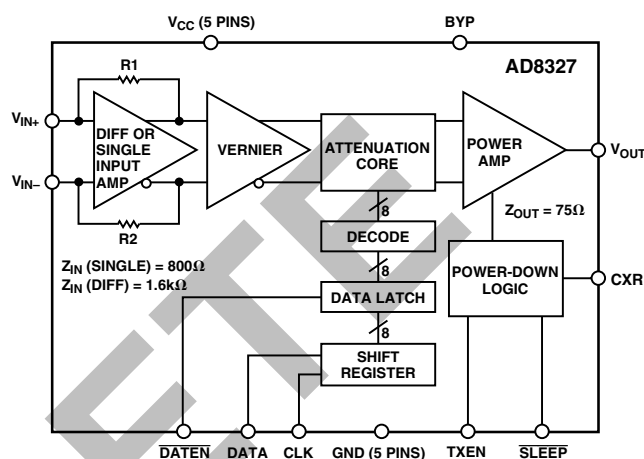 VCC (5 PINS)
BYP
AD8327
R1
VIN+
DIFF OR
SINGLE
INPUT
AMP
VERNIER
ATTENUATION
CORE
POWER
AMP
VOUT
VIN–
R2
8
ZOUT = 75Ω
DECODE
ZIN (SINGLE) = 800Ω
ZIN (DIFF) = 1.6kΩ
8
POWER-DOWN
LOGIC
CXR
DATA LATCH
8
SHIFT
REGISTER
DATEN
DATA
CLK
GND (5 PINS)
TXEN
SLEEP